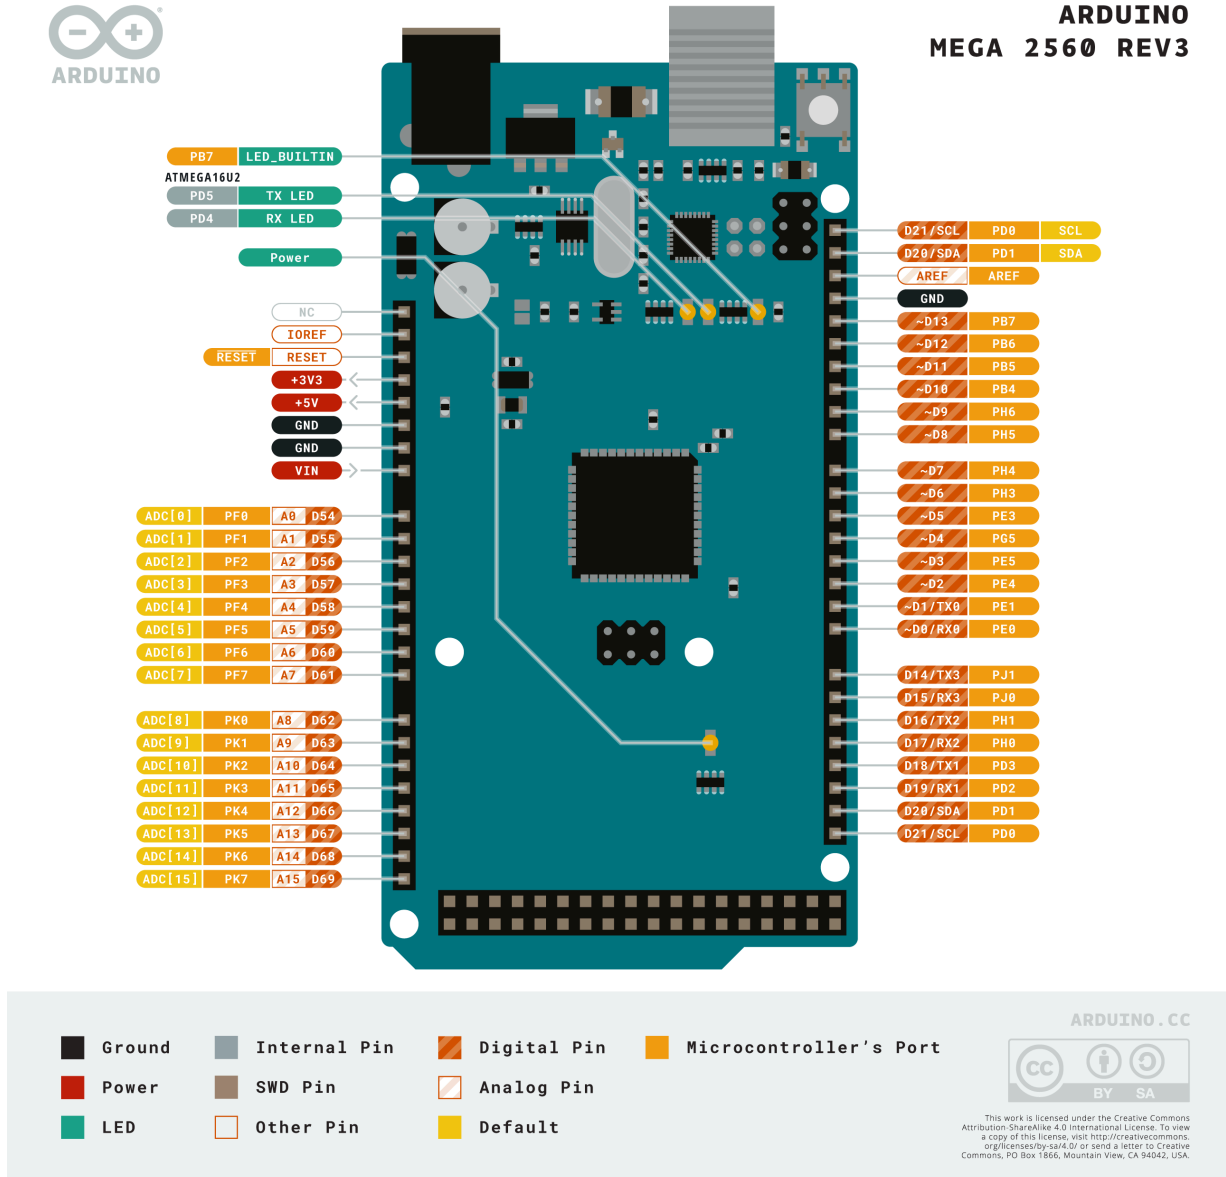 ARDUINO
ARDUINO
MEGA 2560 REV3
PB7 LED_BUILTIN
ATMEGA16U2
PD5 TX LED
PD4 RX LED
Power
NC
IOREF
RESET RESET
+3V3
+5V
GND
GND
VIN
ADC[0] PF0 A0 D54
ADC[1] PF1 A1 D55
ADC[2] PF2 A2 D56
ADC[3] PF3 A3 D57
ADC[4] PF4 A4 D58
ADC[5] PF5 A5 D59
ADC[6] PF6 A6 D60
ADC[7] PF7 A7 D61
ADC[8] PK0 A8 D62
ADC[9] PK1 A9 D63
ADC[10] PK2 A10 D64
ADC[11] PK3 A11 D65
ADC[12] PK4 A12 D66
ADC[13] PK5 A13 D67
ADC[14] PK6 A14 D68
ADC[15] PK7 A15 D69
D21/SCL PD0 SCL
D20/SDA PD1 SDA
AREF AREF
GND
~D13 PB7
~D12 PB6
~D11 PB5
~D10 PB4
~D9 PH6
~D8 PH5
~D7 PH4
~D6 PH3
~D5 PE3
~D4 PG5
~D3 PE5
~D2 PE4
~D1/TX0 PE1
~D0/RX0 PE0
D14/TX3 PJ1
D15/RX3 PJ0
D16/TX2 PH1
D17/RX2 PH0
D18/TX1 PD3
D19/RX1 PD2
D20/SDA PD1
D21/SCL PD0
Ground
Power
LED
Internal Pin
SWD Pin
Other Pin
Digital Pin
Analog Pin
Default
Microcontroller's Port
ARDUINO.CC
cc
BY SA
This work is licensed under the Creative Commons
Attribution-ShareAlike 4.0 International License. To view
a copy of this license, visit http://creativecommons.
org/licenses/by-sa/4.0/ or send a letter to Creative
Commons, PO Box 1866, Mountain View, CA 94042, USA.